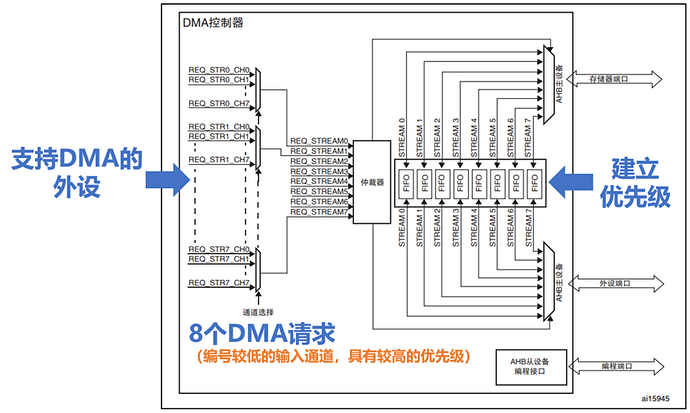 DMA控制器
REQ_STR0_CH0
REQ_STR0_CH1
REQ_STR0_CH7
REQ_STR1_CH0
REQ_STR1_CH1
REQ_STR1_CH7
REQ_STR7_CH0
REQ_STR7_CH1
REQ_STR7_CH7
通道选择
支持DMA的
外设
REQ_STREAM0
REQ_STREAM1
REQ_STREAM2
REQ_STREAM3
REQ_STREAM4
REQ_STREAM5
REQ_STREAM6
REQ_STREAM7
仲裁器
STREAM 0
STREAM 1
STREAM 2
STREAM 3
STREAM 4
STREAM 5
STREAM 6
STREAM 7
FIFO
FIFO
FIFO
FIFO
FIFO
FIFO
FIFO
FIFO
STREAM 0
STREAM 1
STREAM 2
STREAM 3
STREAM 4
STREAM 5
STREAM 6
STREAM 7
AHB主设备
存储器端口
建立
优先级
AHB主设备
外设端口
8个DMA请求
（编号较低的输入通道，具有较高的优先级）
AHB从设备
编程接口
编程端口
ai15945